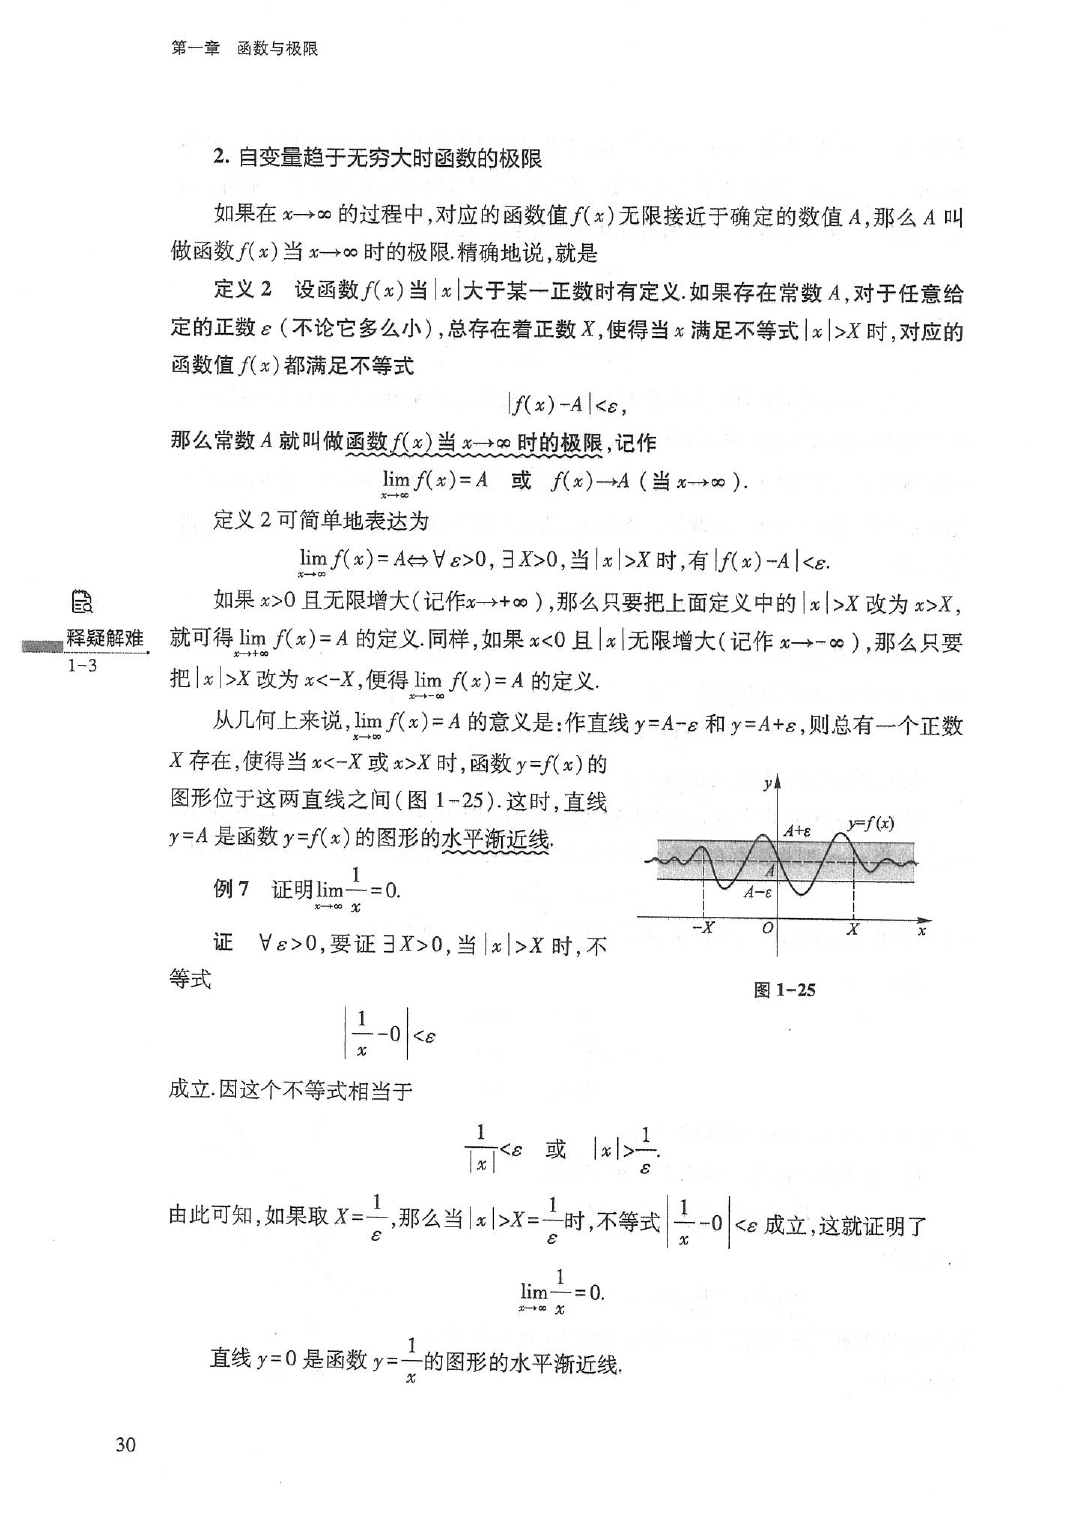 第一章　函数与极限
2. 自变量趋于无穷大时函数的极限
如果在 x→∞ 的过程中,对应的函数值 f(x) 无限接近于确定的数值 A,那么 A 叫
做函数 f(x) 当 x→∞ 时的极限.精确地说,就是
定义 2　设函数 f(x) 当 |x| 大于某一正数时有定义.如果存在常数 A,对于任意给
定的正数 ε (不论它多么小),总存在着正数 X,使得当 x 满足不等式 |x|>X 时,对应的
函数值 f(x) 都满足不等式
|f(x)-A|<ε,
那么常数 A 就叫做函数 f(x) 当 x→∞ 时的极限,记作
lim f(x)=A　或　f(x)→A (当 x→∞).
x→∞
定义 2 可简单地表达为
lim f(x)=A⇔∀ε>0,∃X>0,当 |x|>X 时,有 |f(x)-A|<ε.
x→∞
如果 x>0 且无限增大(记作x→+∞),那么只要把上面定义中的 |x|>X 改为 x>X,
释疑解难
1-3
就可得 lim f(x)=A 的定义.同样,如果 x<0 且 |x| 无限增大(记作 x→-∞),那么只要
x→+∞
把 |x|>X 改为 x<-X,便得 lim f(x)=A 的定义.
x→-∞
从几何上来说, lim f(x)=A 的意义是:作直线 y=A-ε 和 y=A+ε,则总有一个正数
x→∞
X 存在,使得当 x<-X 或 x>X 时,函数 y=f(x) 的
图形位于这两直线之间(图 1-25).这时,直线
y=A 是函数 y=f(x) 的图形的水平渐近线.
例 7　证明 lim 1/x=0.
x→∞
证　∀ε>0,要证 ∃X>0,当 |x|>X 时,不
等式
y
A+ε
y=f(x)
A
A-ε
-X
O
X
x
图 1-25
|1/x-0|<ε
成立.因这个不等式相当于
1/|x|<ε　或　|x|>1/ε.
由此可知,如果取 X=1/ε,那么当 |x|>X=1/ε 时,不等式 |1/x-0|<ε 成立,这就证明了
lim 1/x=0.
x→∞
直线 y=0 是函数 y=1/x 的图形的水平渐近线.
30